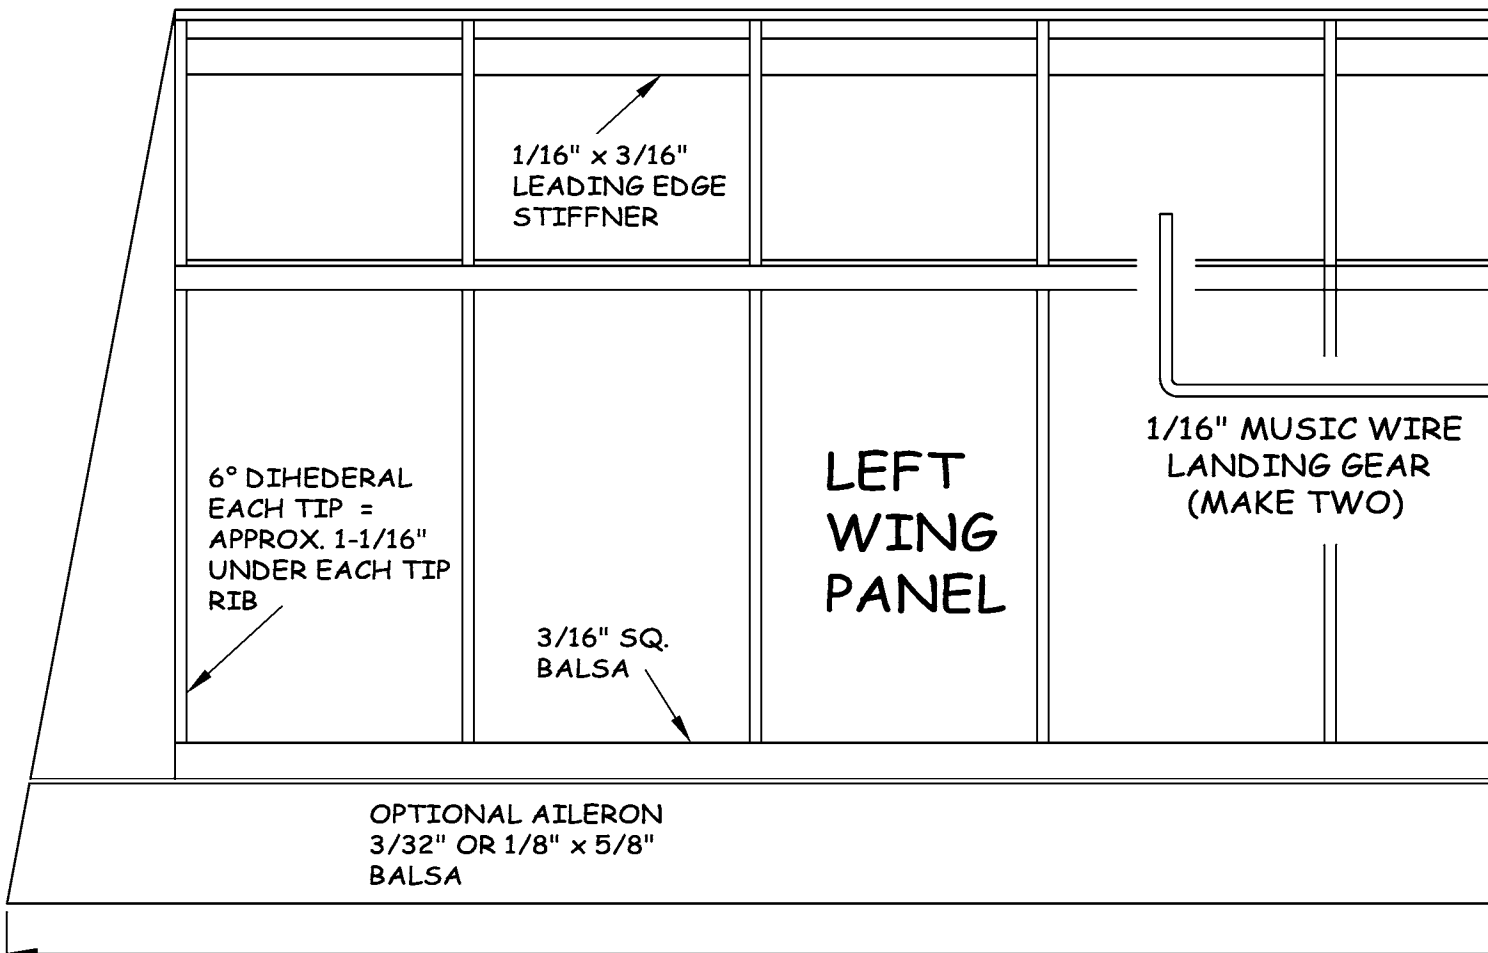 1/16" x 3/16"
LEADING EDGE
STIFFNER
6° DIHEDERAL
EACH TIP =
APPROX. 1-1/16"
UNDER EACH TIP
RIB
3/16" SQ.
BALSA
LEFT
WING
PANEL
1/16" MUSIC WIRE
LANDING GEAR
(MAKE TWO)
OPTIONAL AILERON
3/32" OR 1/8" x 5/8"
BALSA